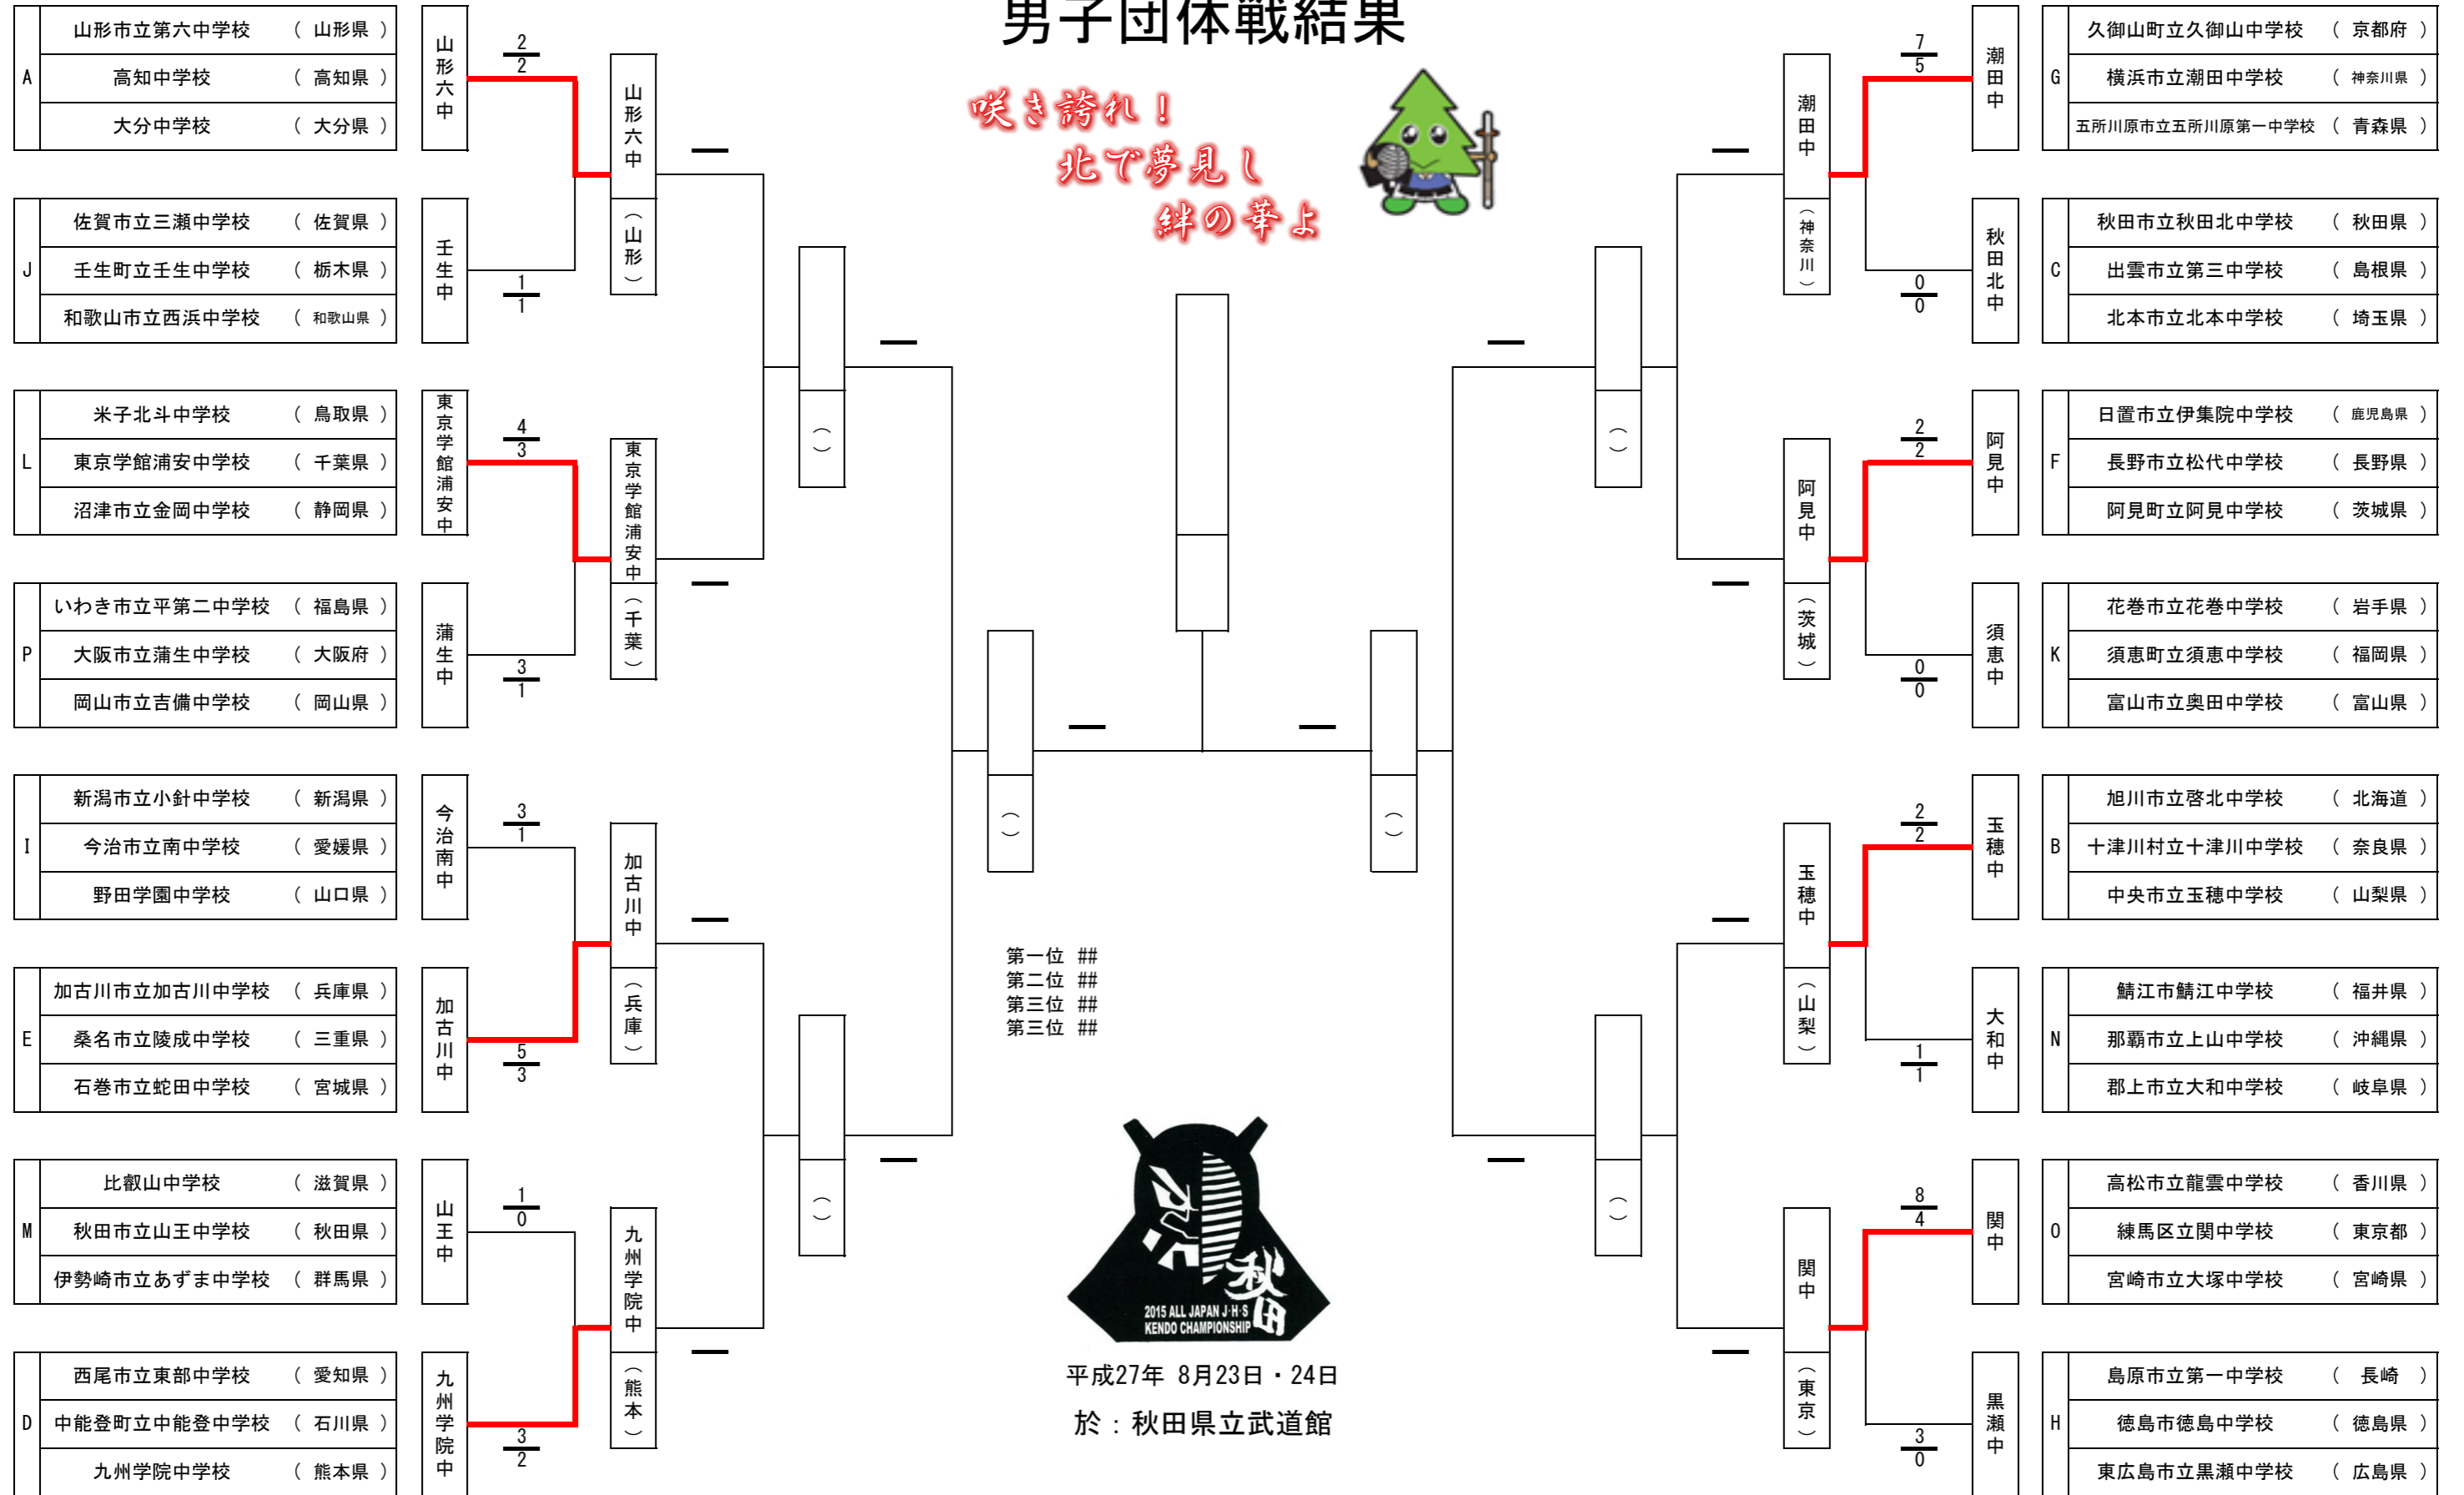 男子団体戦結果
咲き誇れ！
北で夢見し
絆の華よ
A
山形市立第六中学校 （ 山形県 ）
高知中学校 （ 高知県 ）
大分中学校 （ 大分県 ）
山形六中
2
2
J
佐賀市立三瀬中学校 （ 佐賀県 ）
壬生町立壬生中学校 （ 栃木県 ）
和歌山市立西浜中学校 （ 和歌山県 ）
壬生中
1
1
山形六中
（山形）
L
米子北斗中学校 （ 鳥取県 ）
東京学館浦安中学校 （ 千葉県 ）
沼津市立金岡中学校 （ 静岡県 ）
東京学館浦安中
4
3
P
いわき市立平第二中学校 （ 福島県 ）
大阪市立蒲生中学校 （ 大阪府 ）
岡山市立吉備中学校 （ 岡山県 ）
蒲生中
3
1
東京学館浦安中
（千葉）
（ ）
I
新潟市立小針中学校 （ 新潟県 ）
今治市立南中学校 （ 愛媛県 ）
野田学園中学校 （ 山口県 ）
今治南中
3
1
E
加古川市立加古川中学校 （ 兵庫県 ）
桑名市立陵成中学校 （ 三重県 ）
石巻市立蛇田中学校 （ 宮城県 ）
加古川中
5
3
加古川中
（兵庫）
M
比叡山中学校 （ 滋賀県 ）
秋田市立山王中学校 （ 秋田県 ）
伊勢崎市立あずま中学校 （ 群馬県 ）
山王中
1
0
D
西尾市立東部中学校 （ 愛知県 ）
中能登町立中能登中学校 （ 石川県 ）
九州学院中学校 （ 熊本県 ）
九州学院中
3
2
九州学院中
（熊本）
（ ）
（ ）
第一位 ##
第二位 ##
第三位 ##
第三位 ##
秋田
2015 ALL JAPAN J·H·S
KENDO CHAMPIONSHIP
平成27年 8月23日・24日
於：秋田県立武道館
G
久御山町立久御山中学校 （ 京都府 ）
横浜市立潮田中学校 （ 神奈川県 ）
五所川原市立五所川原第一中学校 （ 青森県 ）
潮田中
7
5
C
秋田市立秋田北中学校 （ 秋田県 ）
出雲市立第三中学校 （ 島根県 ）
北本市立北本中学校 （ 埼玉県 ）
秋田北中
0
0
潮田中
（神奈川）
F
日置市立伊集院中学校 （ 鹿児島県 ）
長野市立松代中学校 （ 長野県 ）
阿見町立阿見中学校 （ 茨城県 ）
阿見中
2
2
K
花巻市立花巻中学校 （ 岩手県 ）
須恵町立須恵中学校 （ 福岡県 ）
富山市立奥田中学校 （ 富山県 ）
須恵中
0
0
阿見中
（茨城）
（ ）
B
旭川市立啓北中学校 （ 北海道 ）
十津川村立十津川中学校 （ 奈良県 ）
中央市立玉穂中学校 （ 山梨県 ）
玉穂中
2
2
N
鯖江市鯖江中学校 （ 福井県 ）
那覇市立上山中学校 （ 沖縄県 ）
郡上市立大和中学校 （ 岐阜県 ）
大和中
1
1
玉穂中
（山梨）
O
高松市立龍雲中学校 （ 香川県 ）
練馬区立関中学校 （ 東京都 ）
宮崎市立大塚中学校 （ 宮崎県 ）
関中
8
4
H
島原市立第一中学校 （ 長崎 ）
徳島市徳島中学校 （ 徳島県 ）
東広島市立黒瀬中学校 （ 広島県 ）
黒瀬中
3
0
関中
（東京）
（ ）
（ ）